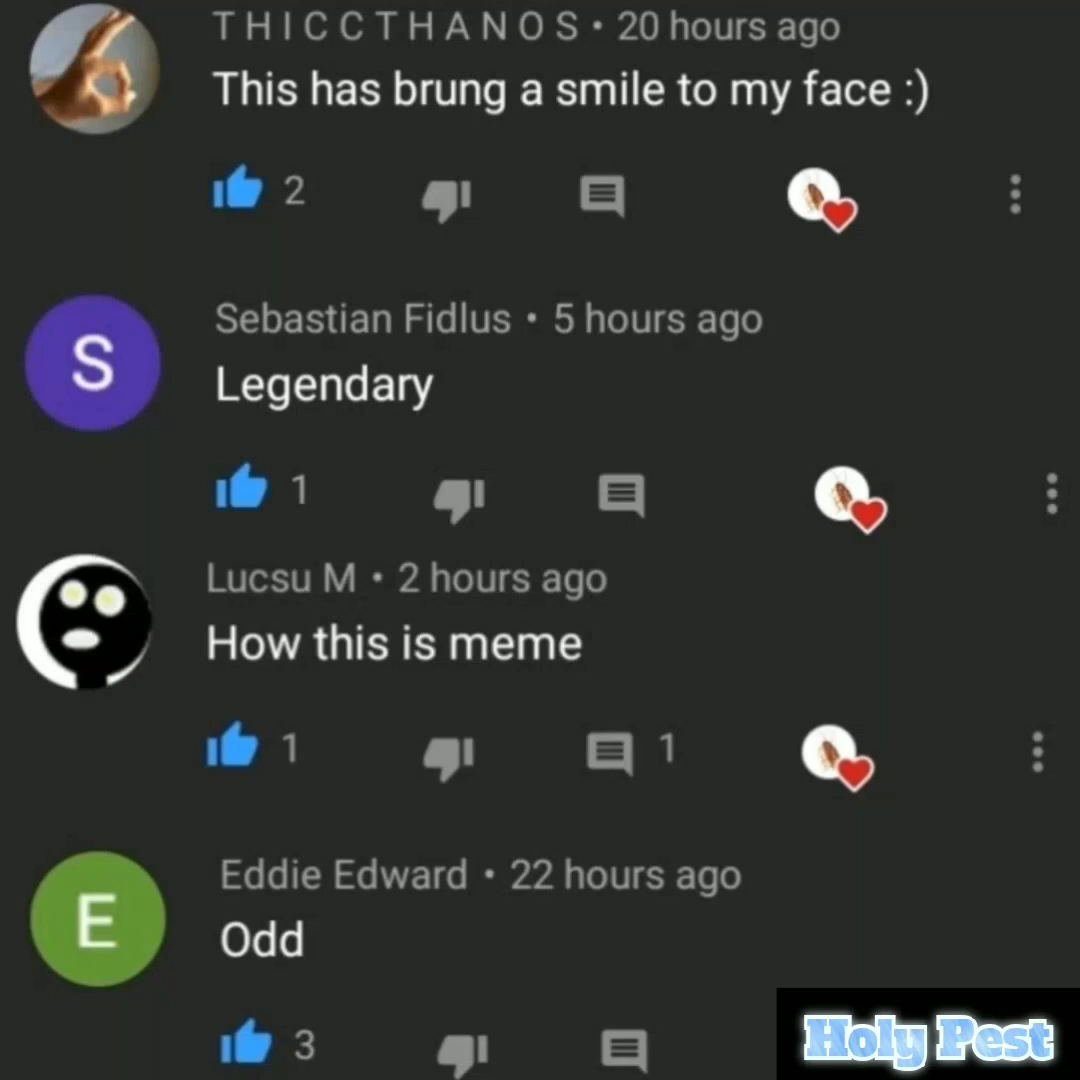 T H I C C T H A N O S • 20 hours ago
This has brung a smile to my face :)
2
S
Sebastian Fidlus • 5 hours ago
Legendary
1
Lucsu M • 2 hours ago
How this is meme
1 1
E
Eddie Edward • 22 hours ago
Odd
3
Holy Pest